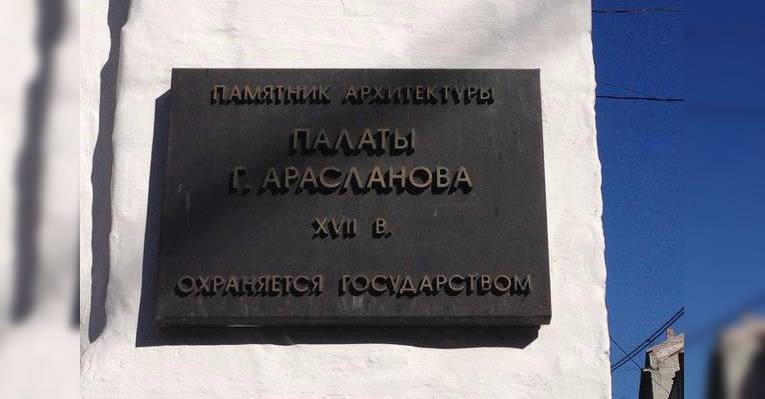 ПАМЯТНИК АРХИТЕКТУРЫ
ПАЛАТЫ
Г. АРАСЛАНОВА
XVII В.
ОХРАНЯЕТСЯ ГОСУДАРСТВОМ